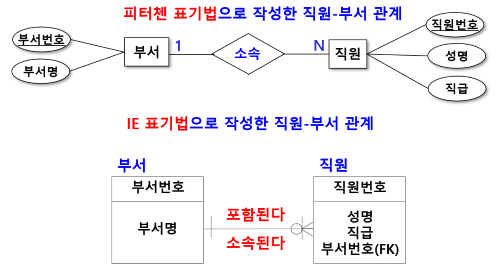 피터첸 표기법으로 작성한 직원-부서 관계
부서번호
부서명
부서
1
소속
N
직원
직원번호
성명
직급
IE 표기법으로 작성한 직원-부서 관계
부서
부서번호
부서명
포함된다
소속된다
직원
직원번호
성명
직급
부서번호(FK)